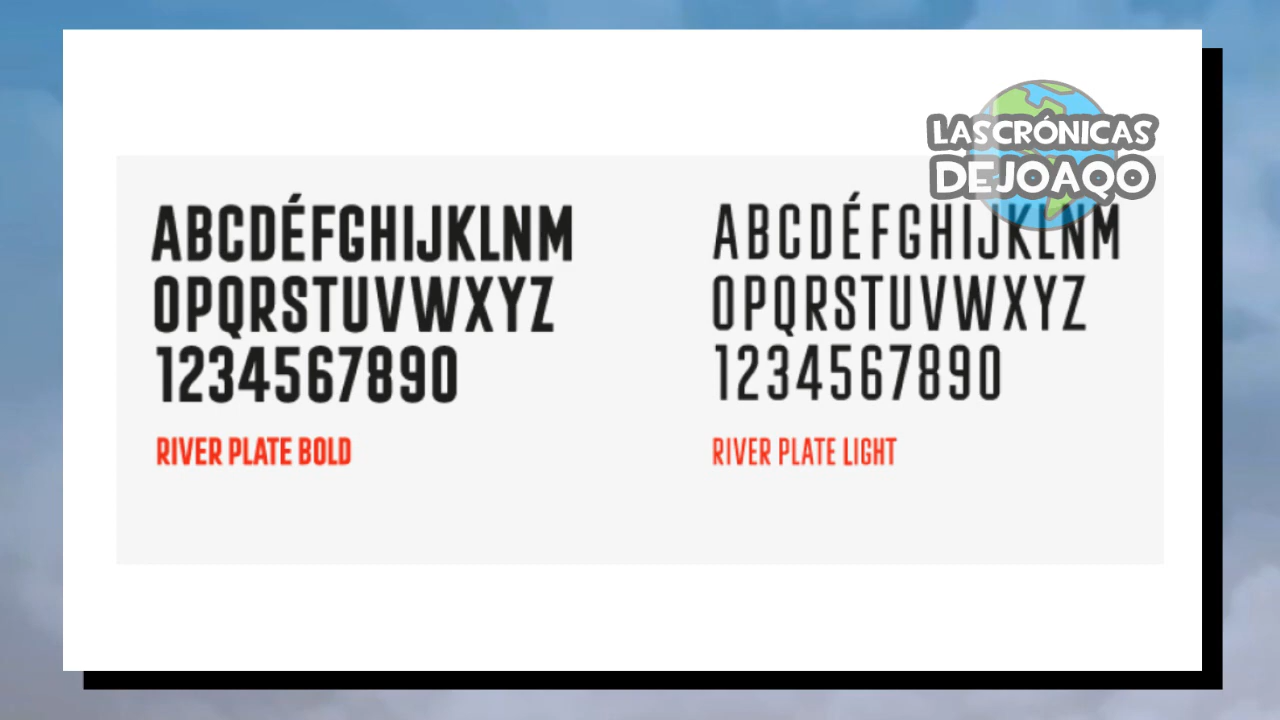 LASCRÓNICAS
DEJOAQO
ABCDÉFGHIJKLNM
OPQRSTUVWXYZ
1234567890
RIVER PLATE BOLD
ABCDÉFGHIJKLNM
OPQRSTUVWXYZ
1234567890
RIVER PLATE LIGHT